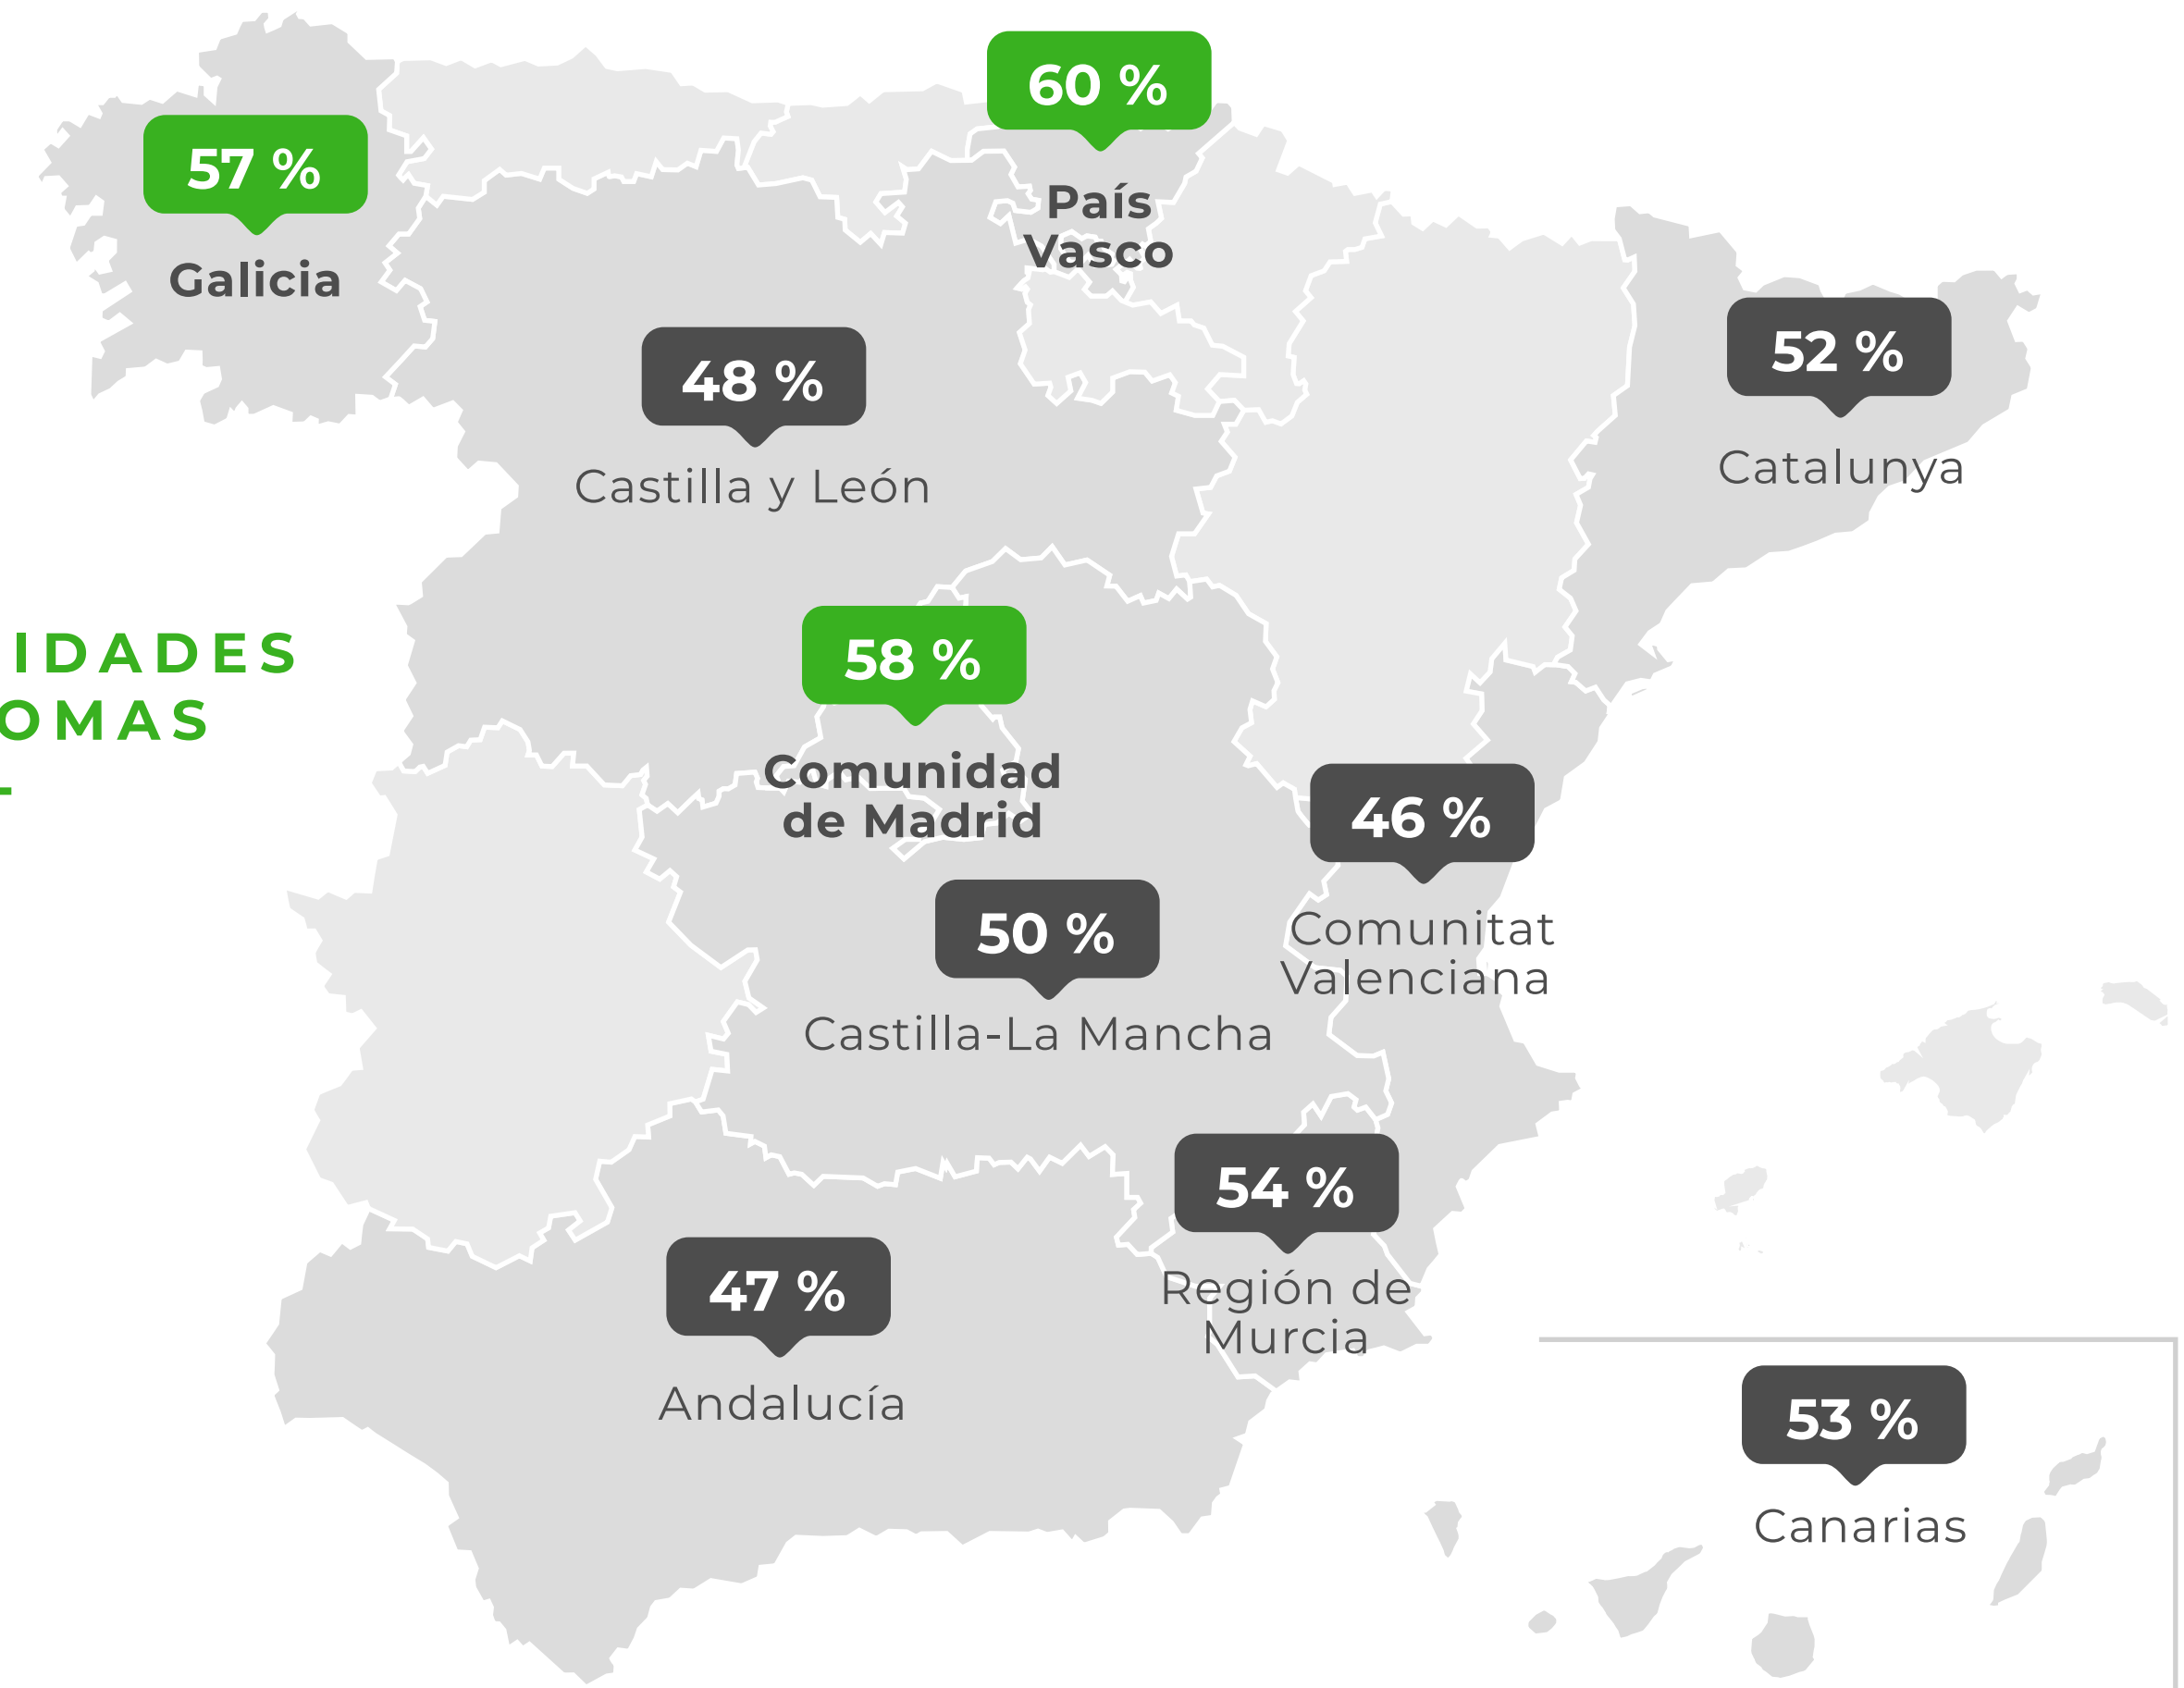 60 %
País
Vasco
57 %
Galicia
52 %
Catalunya
48 %
Castilla y León
IDADES
OMAS
58 %
Comunidad
de Madrid
46 %
Comunitat
Valenciana
50 %
Castilla-La Mancha
54 %
Región de
Murcia
47 %
Andalucía
53 %
Canarias